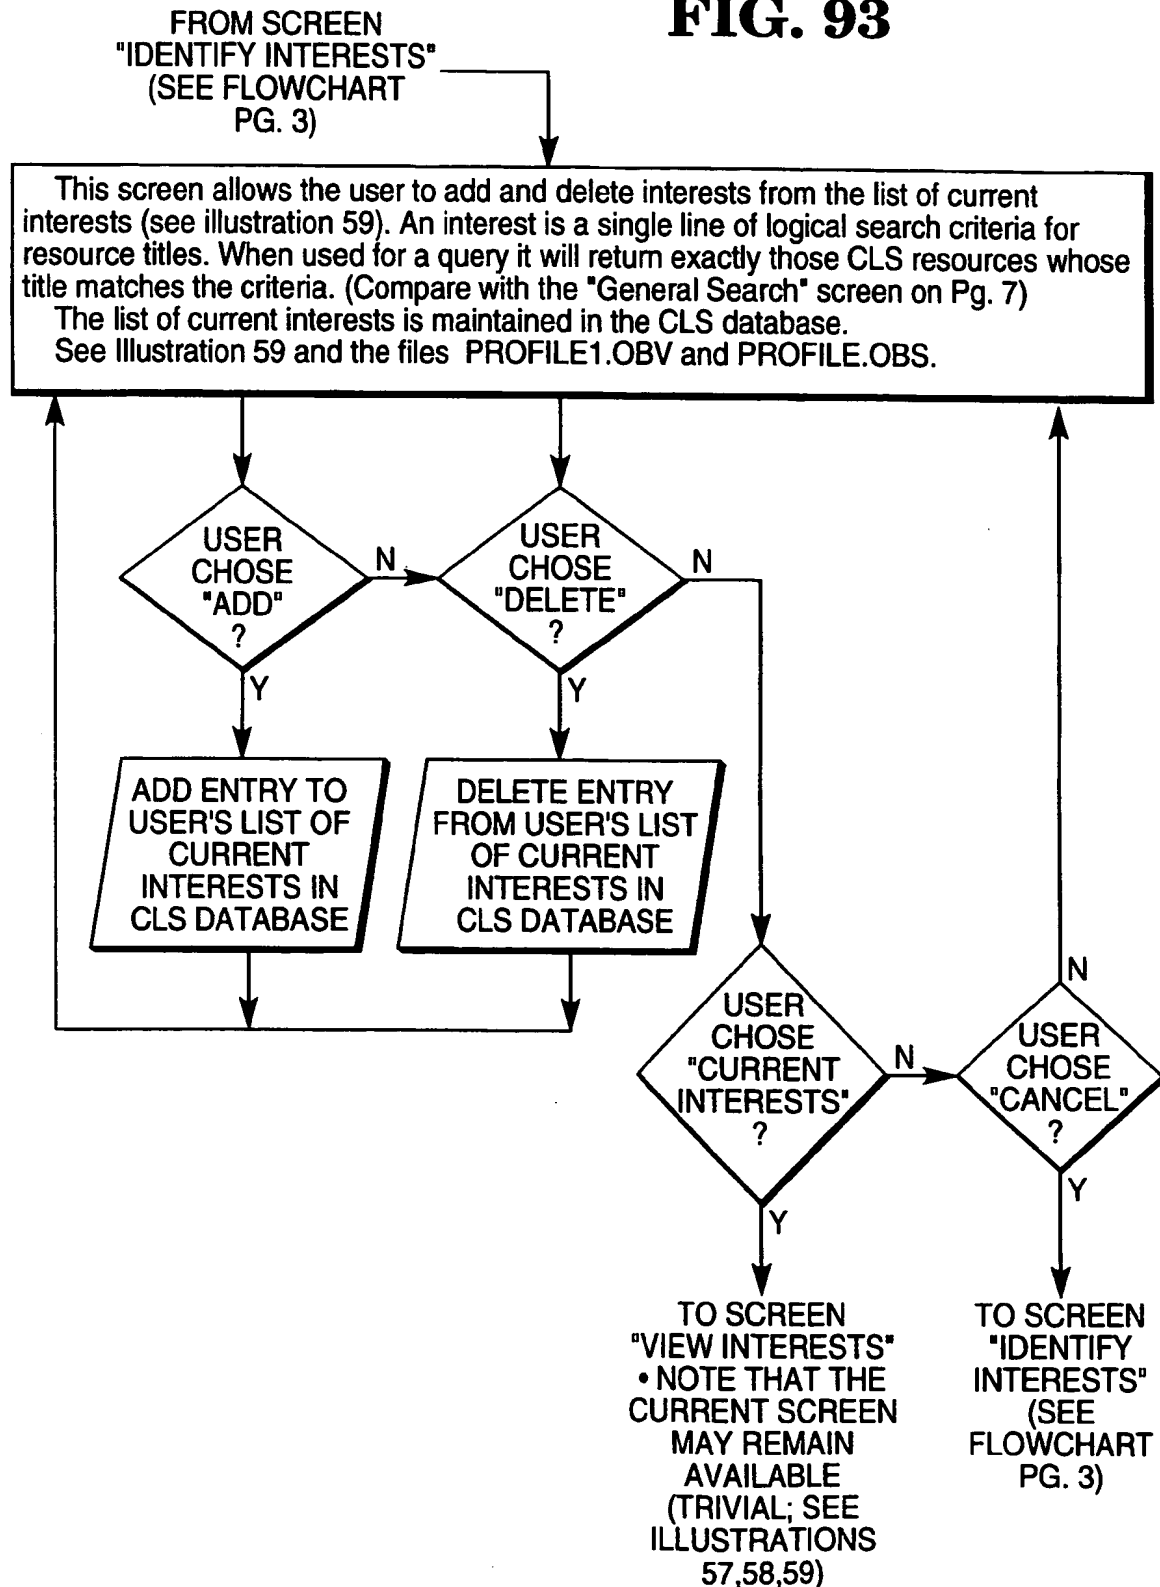 FIG. 93
FROM SCREEN
"IDENTIFY INTERESTS"
(SEE FLOWCHART
PG. 3)
This screen allows the user to add and delete interests from the list of current
interests (see illustration 59). An interest is a single line of logical search criteria for
resource titles. When used for a query it will return exactly those CLS resources whose
title matches the criteria. (Compare with the "General Search" screen on Pg. 7)
The list of current interests is maintained in the CLS database.
See Illustration 59 and the files PROFILE1.OBV and PROFILE.OBS.
USER
CHOSE
"ADD"
?
N
Y
USER
CHOSE
"DELETE"
?
N
Y
ADD ENTRY TO
USER'S LIST OF
CURRENT
INTERESTS IN
CLS DATABASE
DELETE ENTRY
FROM USER'S LIST
OF CURRENT
INTERESTS IN
CLS DATABASE
USER
CHOSE
"CURRENT
INTERESTS"
?
N
Y
USER
CHOSE
"CANCEL"
?
N
Y
TO SCREEN
"VIEW INTERESTS"
• NOTE THAT THE
CURRENT SCREEN
MAY REMAIN
AVAILABLE
(TRIVIAL; SEE
ILLUSTRATIONS
57,58,59)
TO SCREEN
"IDENTIFY
INTERESTS"
(SEE
FLOWCHART
PG. 3)